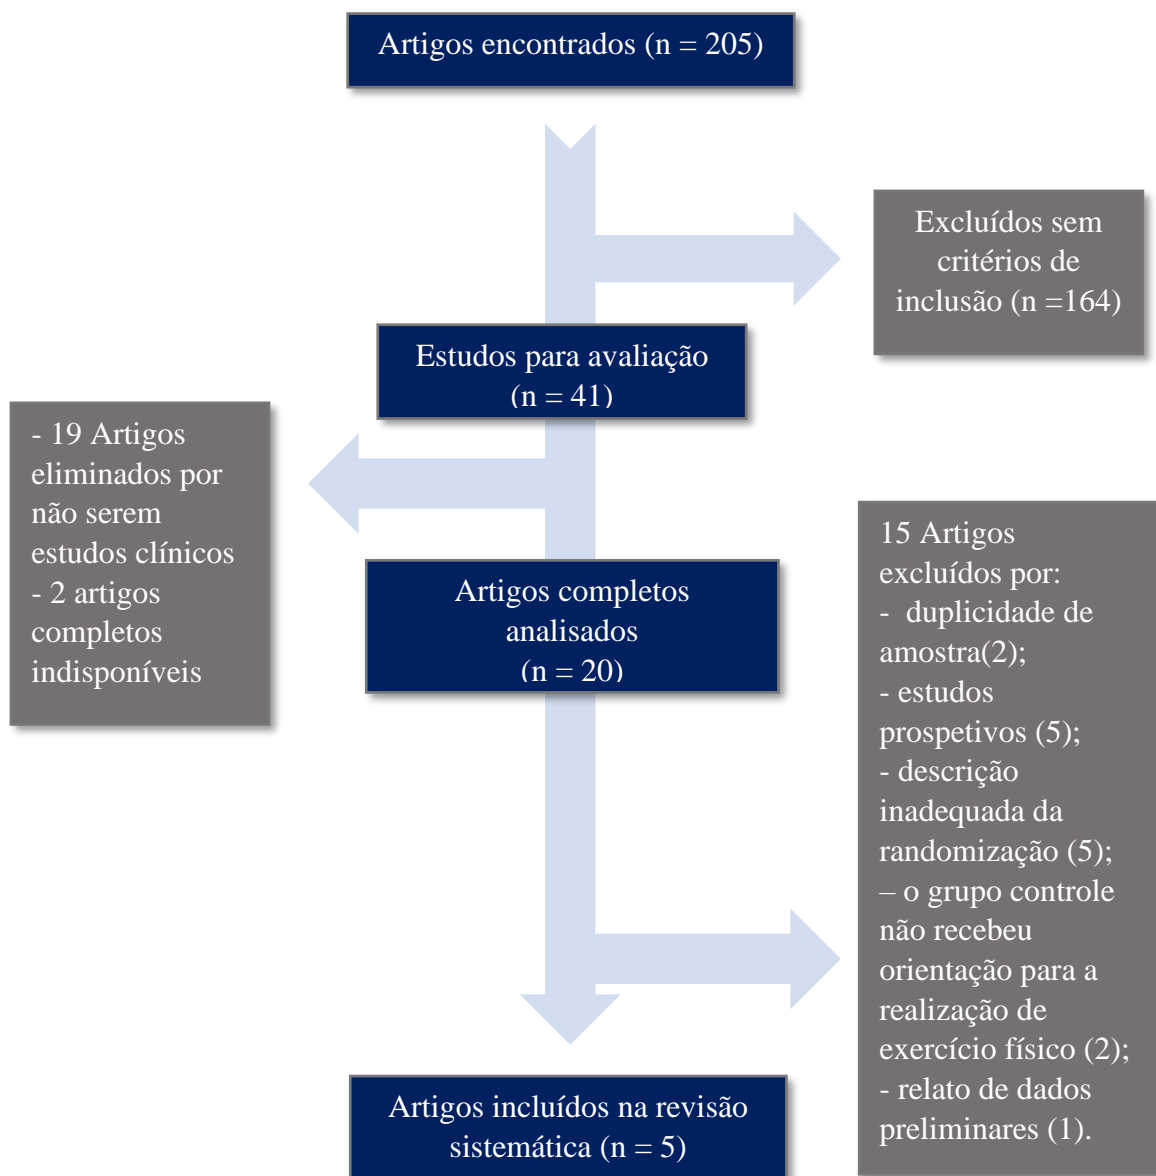 Artigos encontrados (n = 205)
Excluídos sem
critérios de
inclusão (n =164)
Estudos para avaliação
(n = 41)
- 19 Artigos
eliminados por
não serem
estudos clínicos
- 2 artigos
completos
indisponíveis
Artigos completos
analisados
(n = 20)
15 Artigos
excluídos por:
-  duplicidade de
amostra(2);
- estudos
prospetivos (5);
- descrição
inadequada da
randomização (5);
– o grupo controle
não recebeu
orientação para a
realização de
exercício físico (2);
- relato de dados
preliminares (1).
Artigos incluídos na revisão
sistemática (n = 5)